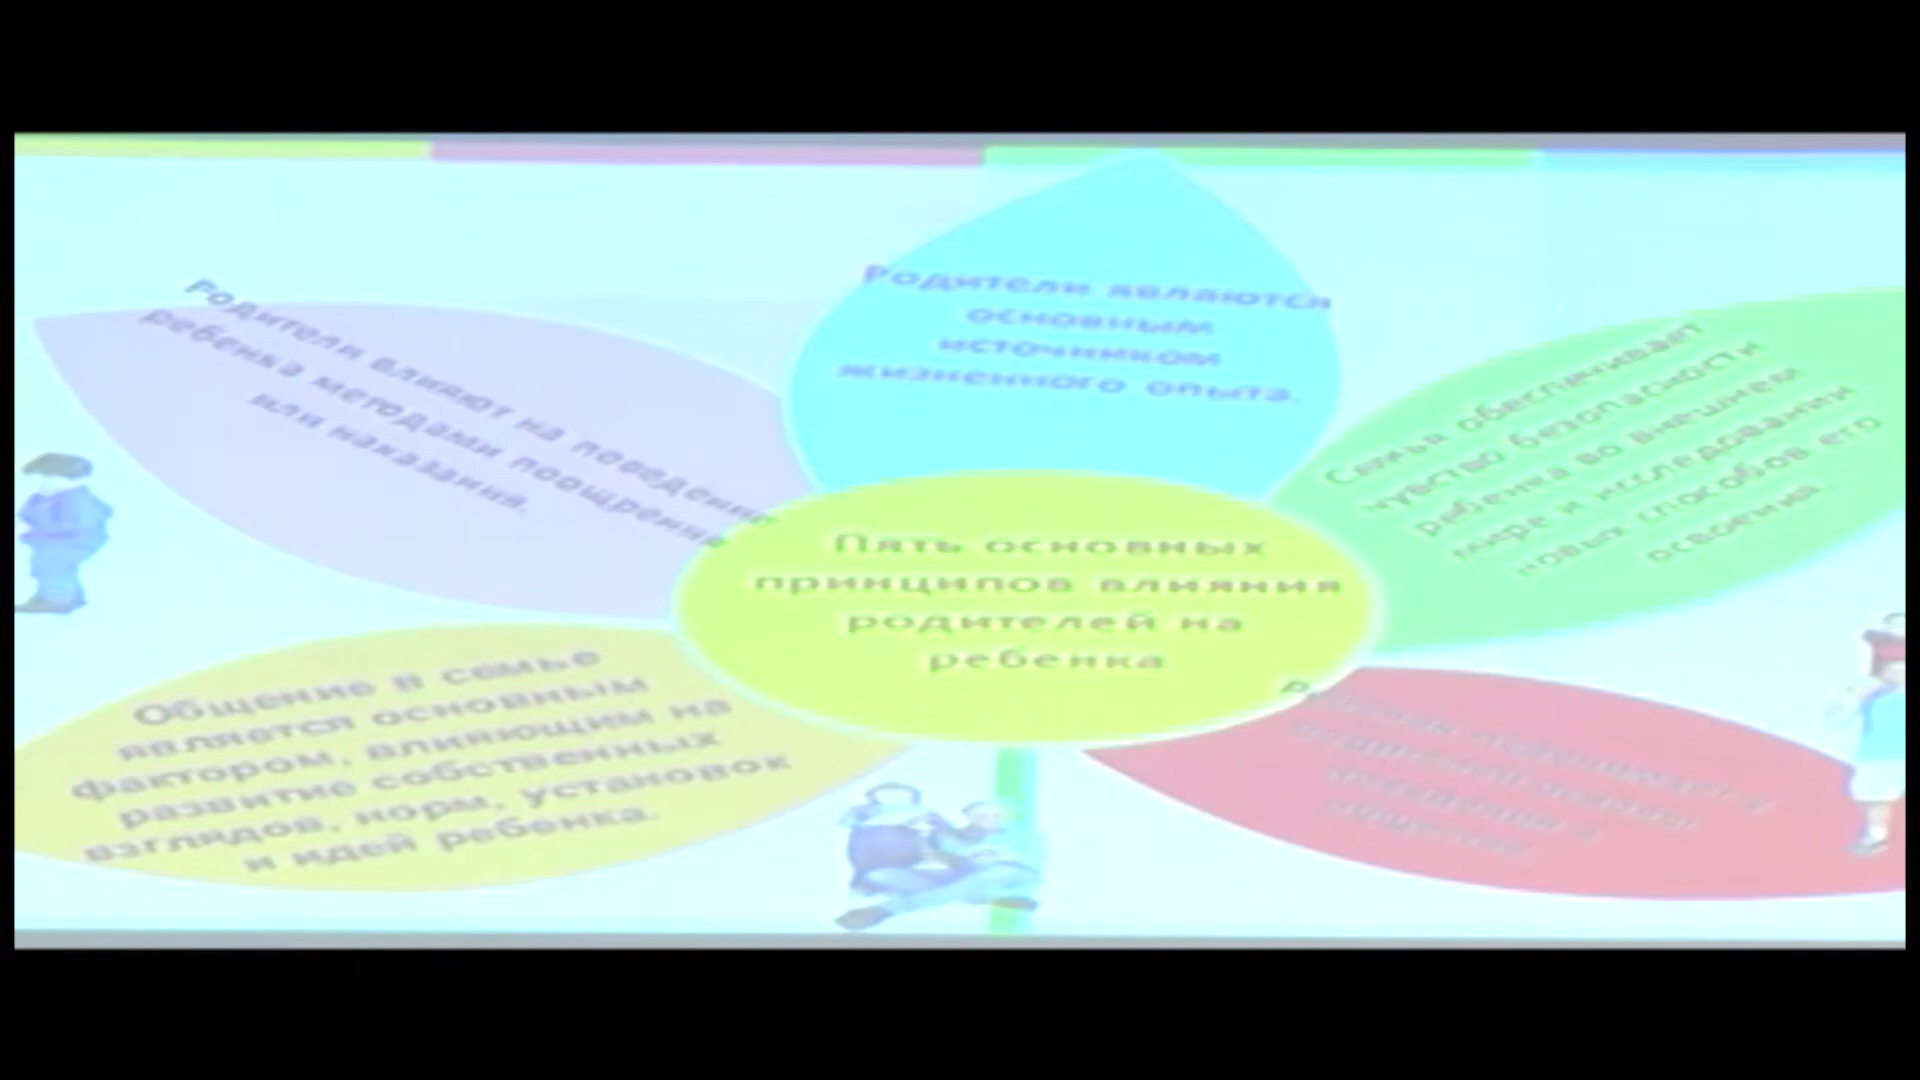 Родители являются
основным
источником
жизненного опыта.
Родители влияют на поведение
ребенка методами поощрения
или наказания.
Семья обеспечивает
чувство безопасности
ребенка во внешнем
мире и исследовании
новых способов его
освоения.
Пять основных
принципов влияния
родителей на
ребенка
Общение в семье
является основным
фактором, влияющим на
развитие собственных
взглядов, норм, установок
и идей ребенка.